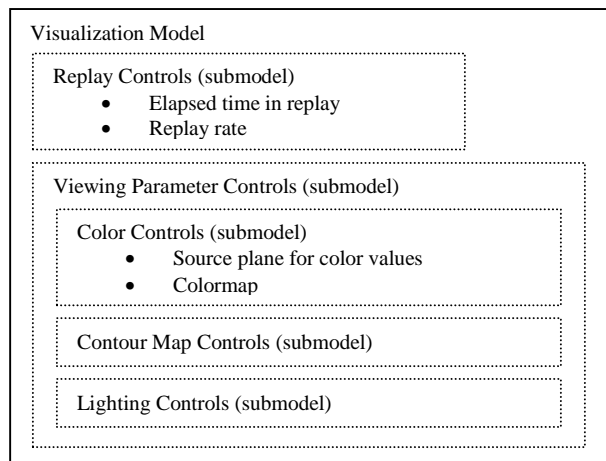 Visualization Model
Replay Controls (submodel)
• Elapsed time in replay
• Replay rate
Viewing Parameter Controls (submodel)
Color Controls (submodel)
• Source plane for color values
• Colormap
Contour Map Controls (submodel)
Lighting Controls (submodel)